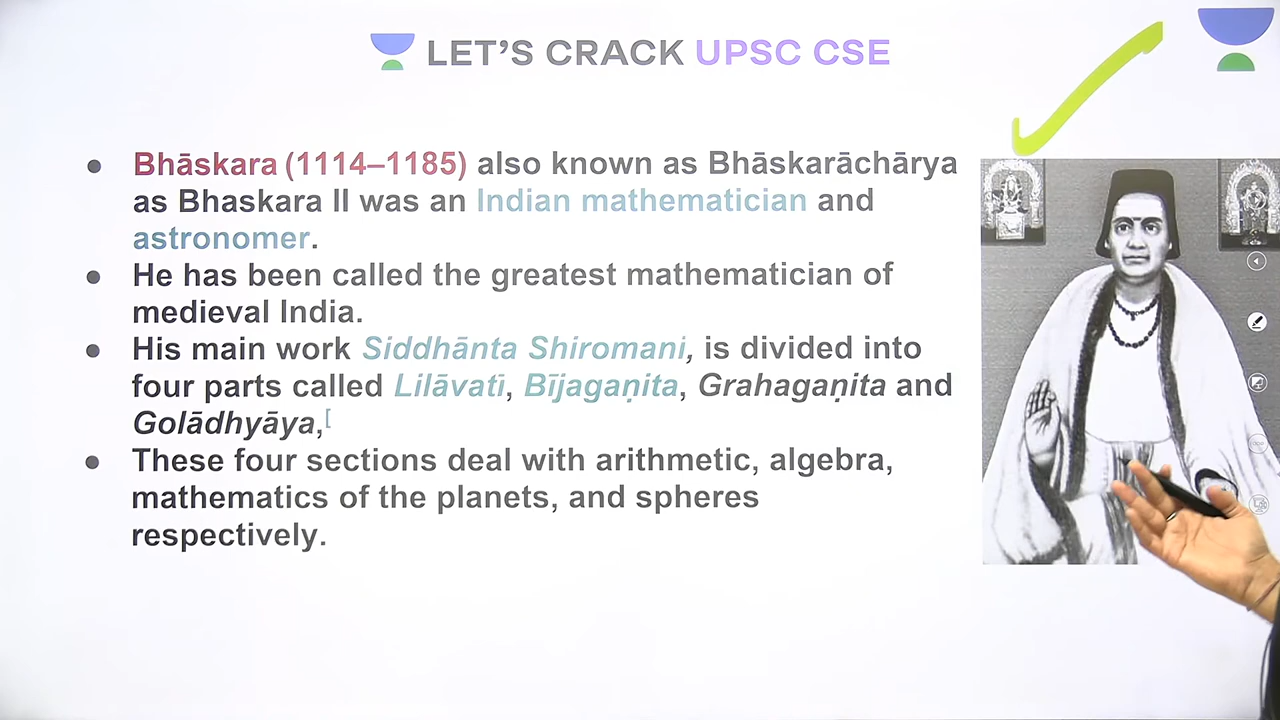 LET'S CRACK UPSC CSE
● Bhāskara (1114–1185) also known as Bhāskarāchārya
as Bhaskara II was an Indian mathematician and
astronomer.
● He has been called the greatest mathematician of
medieval India.
● His main work Siddhānta Shiromani, is divided into
four parts called Lilāvati, Bījagaṇita, Grahagaṇita and
Golādhyāya,[
● These four sections deal with arithmetic, algebra,
mathematics of the planets, and spheres
respectively.